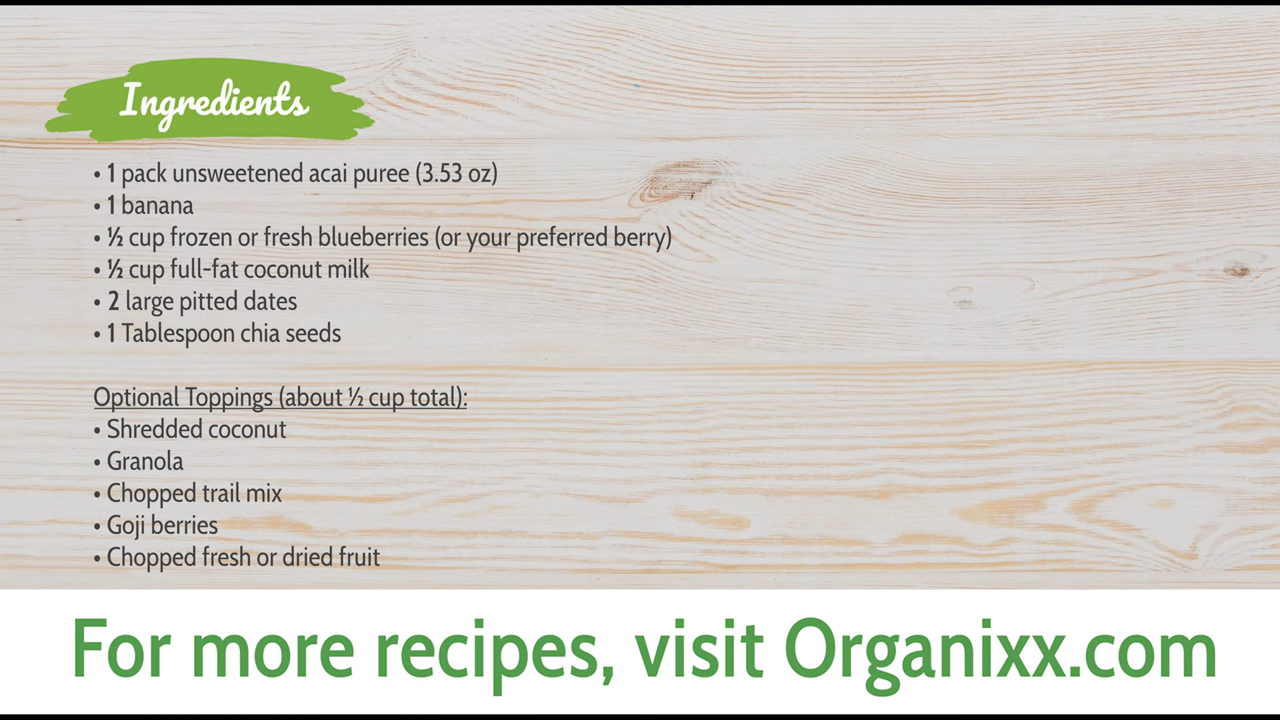 Ingredients
• 1 pack unsweetened acai puree (3.53 oz)
• 1 banana
• ½ cup frozen or fresh blueberries (or your preferred berry)
• ½ cup full-fat coconut milk
• 2 large pitted dates
• 1 Tablespoon chia seeds
Optional Toppings (about ½ cup total):
• Shredded coconut
• Granola
• Chopped trail mix
• Goji berries
• Chopped fresh or dried fruit
For more recipes, visit Organixx.com